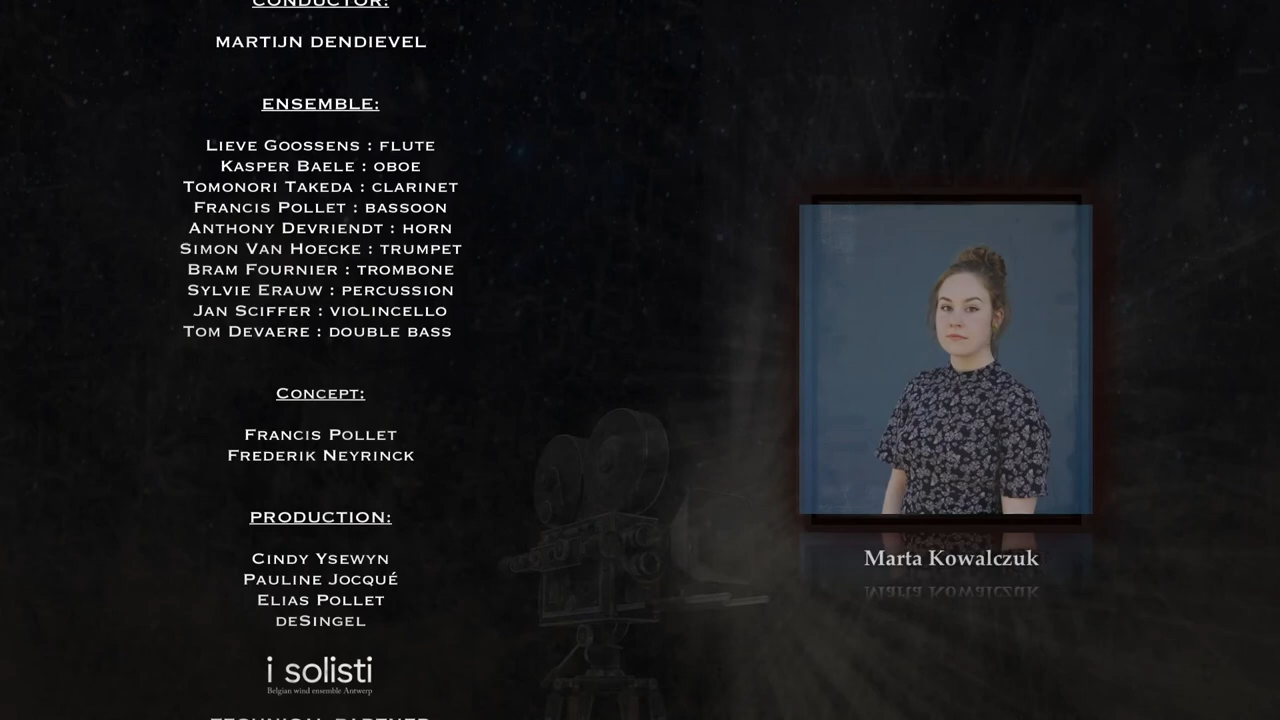 CONDUCTOR:
MARTIJN DENDIEVEL
ENSEMBLE:
LIEVE GOOSSENS : FLUTE
KASPER BAELE : OBOE
TOMONORI TAKEDA : CLARINET
FRANCIS POLLET : BASSOON
ANTHONY DEVRIENDT : HORN
SIMON VAN HOECKE : TRUMPET
BRAM FOURNIER : TROMBONE
SYLVIE ERAUW : PERCUSSION
JAN SCIFFER : VIOLINCELLO
TOM DEVAERE : DOUBLE BASS
CONCEPT:
FRANCIS POLLET
FREDERIK NEYRINCK
PRODUCTION:
CINDY YSEWYN
PAULINE JOCQUÉ
ELIAS POLLET
DESINGEL
i solisti
Belgian wind ensemble Antwerp
TECHNICAL PARTNER
Marta Kowalczuk